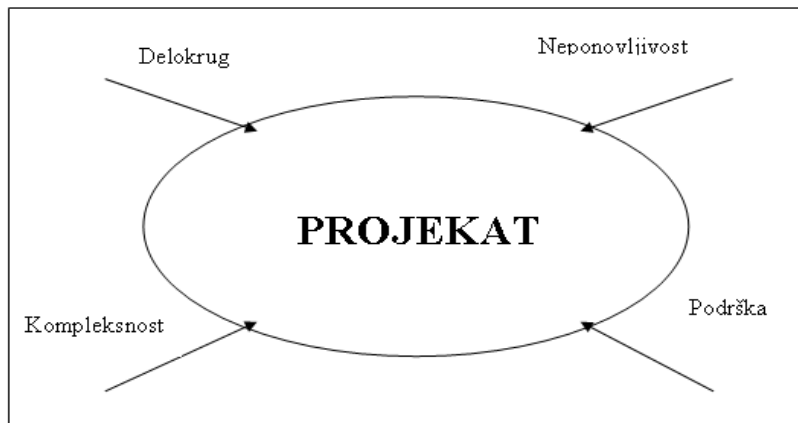 Delokrug
Neponovljivost
PROJEKAT
Kompleksnost
Podrška